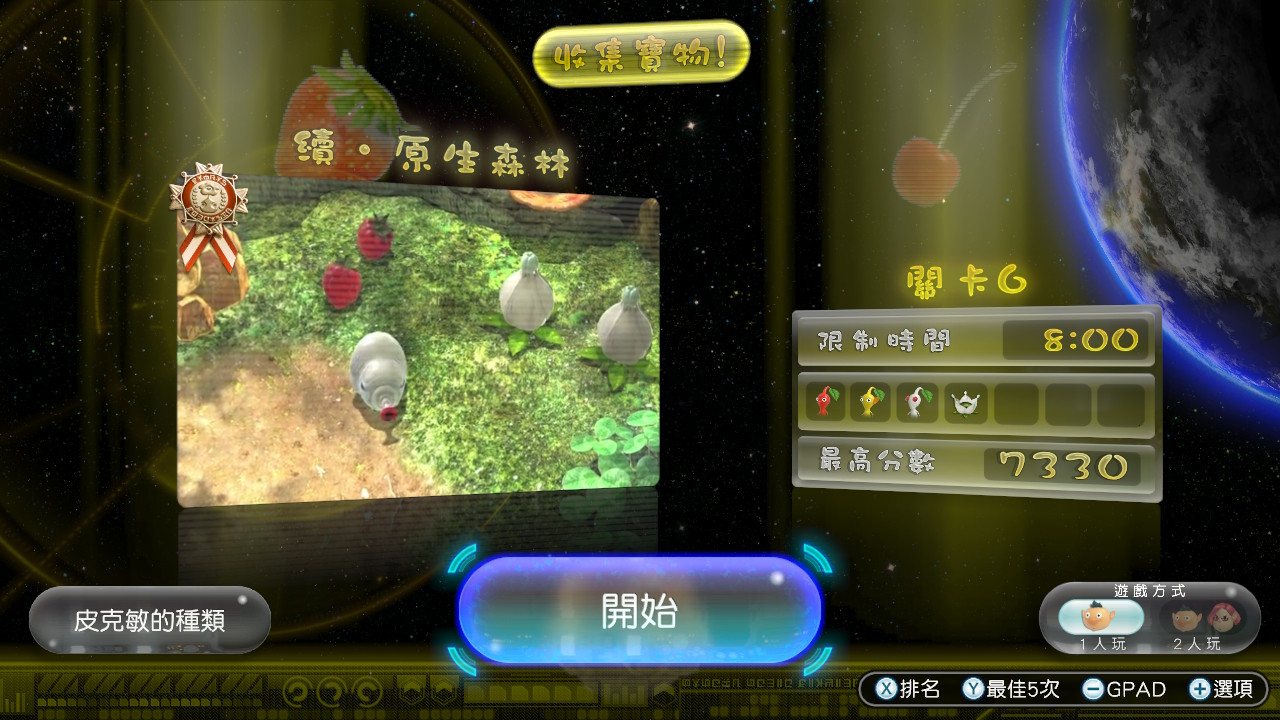 收集寶物!
續・原生森林
關卡6
限制時間 8:00
最高分數 7330
開始
皮克敏的種類
遊戲方式
1人玩 2人玩
X排名 Y最佳5次 −GPAD +選項